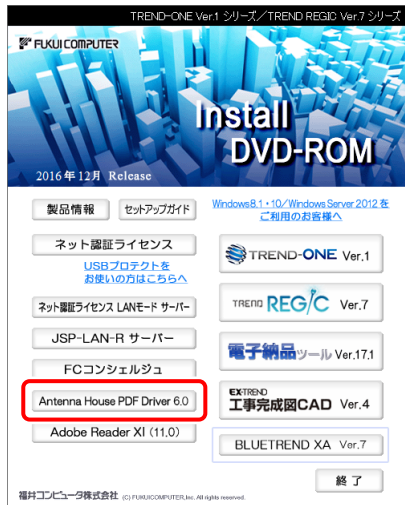 TREND-ONE Ver.1 シリーズ/TREND REGIC Ver.7 シリーズ
FUKUI COMPUTER
Install
DVD-ROM
2016年12月 Release
製品情報
セットアップガイド
Windows8.1・10/Windows Server 2012を
ご利用のお客様へ
ネット認証ライセンス
USBプロテクトを
お使いの方はこちらへ
ネット認証ライセンス LANモード サーバー
JSP-LAN-R サーバー
FCコンシェルジュ
Antenna House PDF Driver 6.0
Adobe Reader XI (11.0)
TREND-ONE Ver.1
TREND REGIC Ver.7
電子納品ツール Ver.17.1
EX-TREND
工事完成図CAD Ver.4
BLUETREND XA Ver.7
終了
福井コンピュータ株式会社 (C) FUKUICOMPUTER,Inc. All rights reserved.